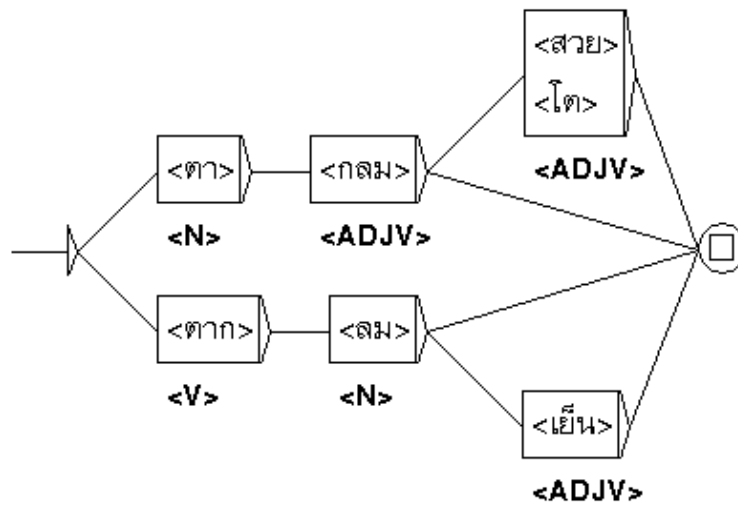 <สวย>
<โต>
<ADJV>
<ตา>
<กลม>
<N>
<ADJV>
<ตาก>
<ลม>
<V>
<N>
<เย็น>
<ADJV>